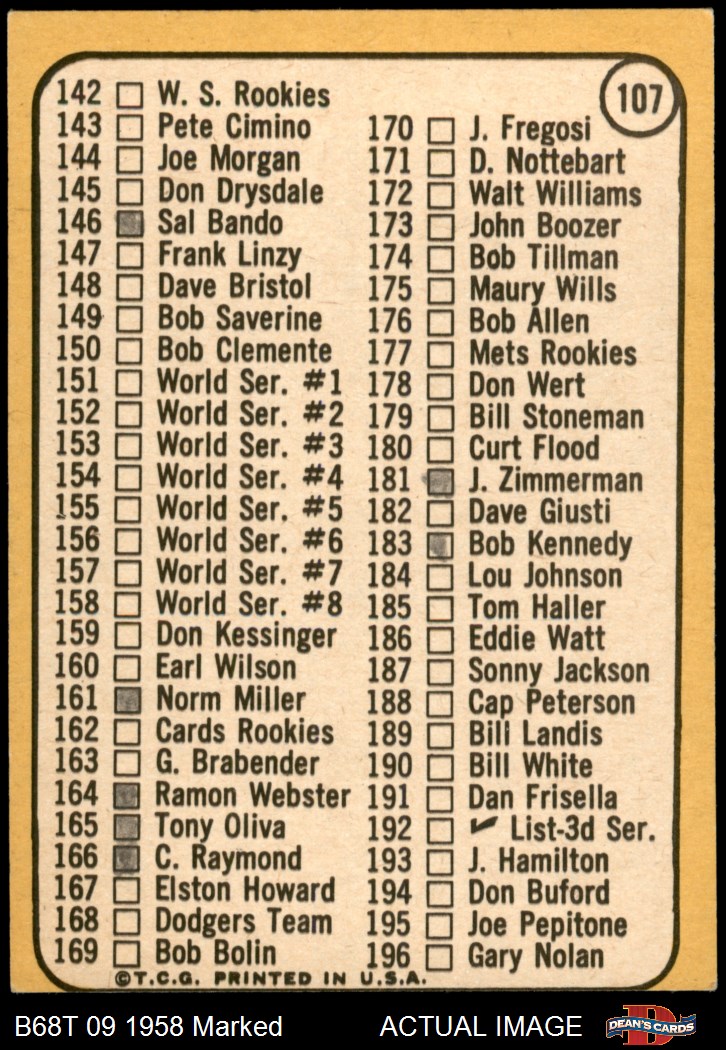 107
142 W. S. Rookies
143 Pete Cimino
144 Joe Morgan
145 Don Drysdale
146 Sal Bando
147 Frank Linzy
148 Dave Bristol
149 Bob Saverine
150 Bob Clemente
151 World Ser. #1
152 World Ser. #2
153 World Ser. #3
154 World Ser. #4
155 World Ser. #5
156 World Ser. #6
157 World Ser. #7
158 World Ser. #8
159 Don Kessinger
160 Earl Wilson
161 Norm Miller
162 Cards Rookies
163 G. Brabender
164 Ramon Webster
165 Tony Oliva
166 C. Raymond
167 Elston Howard
168 Dodgers Team
169 Bob Bolin
170 J. Fregosi
171 D. Nottebart
172 Walt Williams
173 John Boozer
174 Bob Tillman
175 Maury Wills
176 Bob Allen
177 Mets Rookies
178 Don Wert
179 Bill Stoneman
180 Curt Flood
181 J. Zimmerman
182 Dave Giusti
183 Bob Kennedy
184 Lou Johnson
185 Tom Haller
186 Eddie Watt
187 Sonny Jackson
188 Cap Peterson
189 Bill Landis
190 Bill White
191 Dan Frisella
192 ✔ List-3d Ser.
193 J. Hamilton
194 Don Buford
195 Joe Pepitone
196 Gary Nolan
©T.C.G. PRINTED IN U.S.A.
B68T 09 1958 Marked ACTUAL IMAGE
D
DEAN'S CARDS